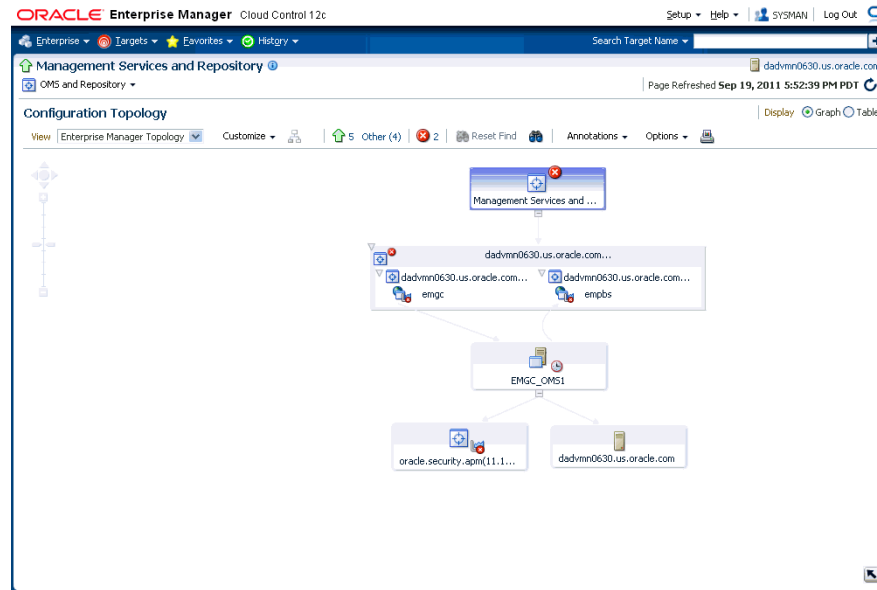 ORACLE Enterprise Manager Cloud Control 12c
Setup Help SYSMAN Log Out
Enterprise Targets Favorites History Search Target Name
Management Services and Repository dadvmn0630.us.oracle.com
OMS and Repository Page Refreshed Sep 19, 2011 5:52:39 PM PDT
Configuration Topology Display Graph Table
View Enterprise Manager Topology Customize 5 Other (4) 2 Reset Find Annotations Options
Management Services and ...
dadvmn0630.us.oracle.com...
dadvmn0630.us.oracle.com... dadvmn0630.us.oracle.com...
emgc empbs
EMGC_OMS1
oracle.security.apm(11.1... dadvmn0630.us.oracle.com